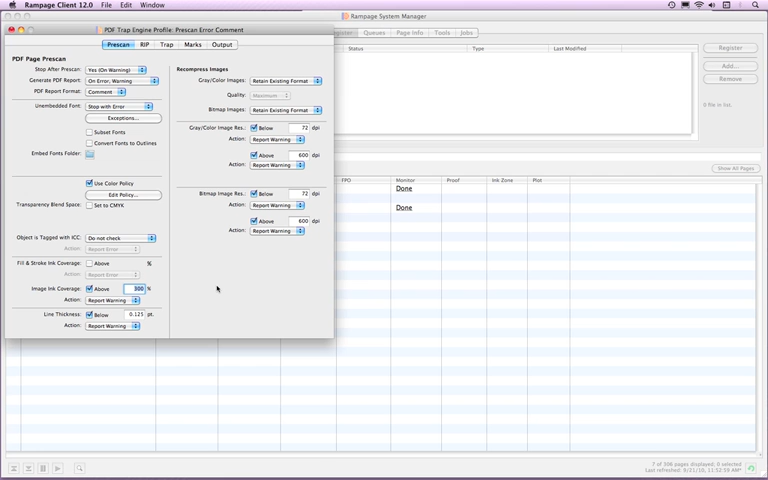 Rampage Client 12.0 File Edit Window
Rampage System Manager
PDF Trap Engine Profile: Prescan Error Comment
Prescan RIP Trap Marks Output
Queues Page Info Tools Jobs
Status Type Last Modified
Register
Add...
Remove
0 file in list.
PDF Page Prescan
Stop After Prescan: Yes (On Warning)
Generate PDF Report: On Error, Warning
PDF Report Format: Comment
Unembedded Font: Stop with Error
Exceptions...
Subset Fonts
Convert Fonts to Outlines
Embed Fonts Folder:
Use Color Policy
Edit Policy...
Transparency Blend Space: Set to CMYK
Object is Tagged with ICC: Do not check
Action: Report Error
Fill & Stroke Ink Coverage: Above %
Action: Report Error
Image Ink Coverage: Above 300 %
Action: Report Warning
Line Thickness: Below 0.125 pt.
Action: Report Warning
Recompress Images
Gray/Color Images: Retain Existing Format
Quality: Maximum
Bitmap Images: Retain Existing Format
Gray/Color Image Res.: Below 72 dpi
Action: Report Warning
Above 600 dpi
Action: Report Warning
Bitmap Image Res.: Below 72 dpi
Action: Report Warning
Above 600 dpi
Action: Report Warning
Show All Pages
FPO Monitor Proof Ink Zone Plot
Done
Done
7 of 306 pages displayed; 0 selected
Last refreshed: 9/21/10, 11:52:59 AM